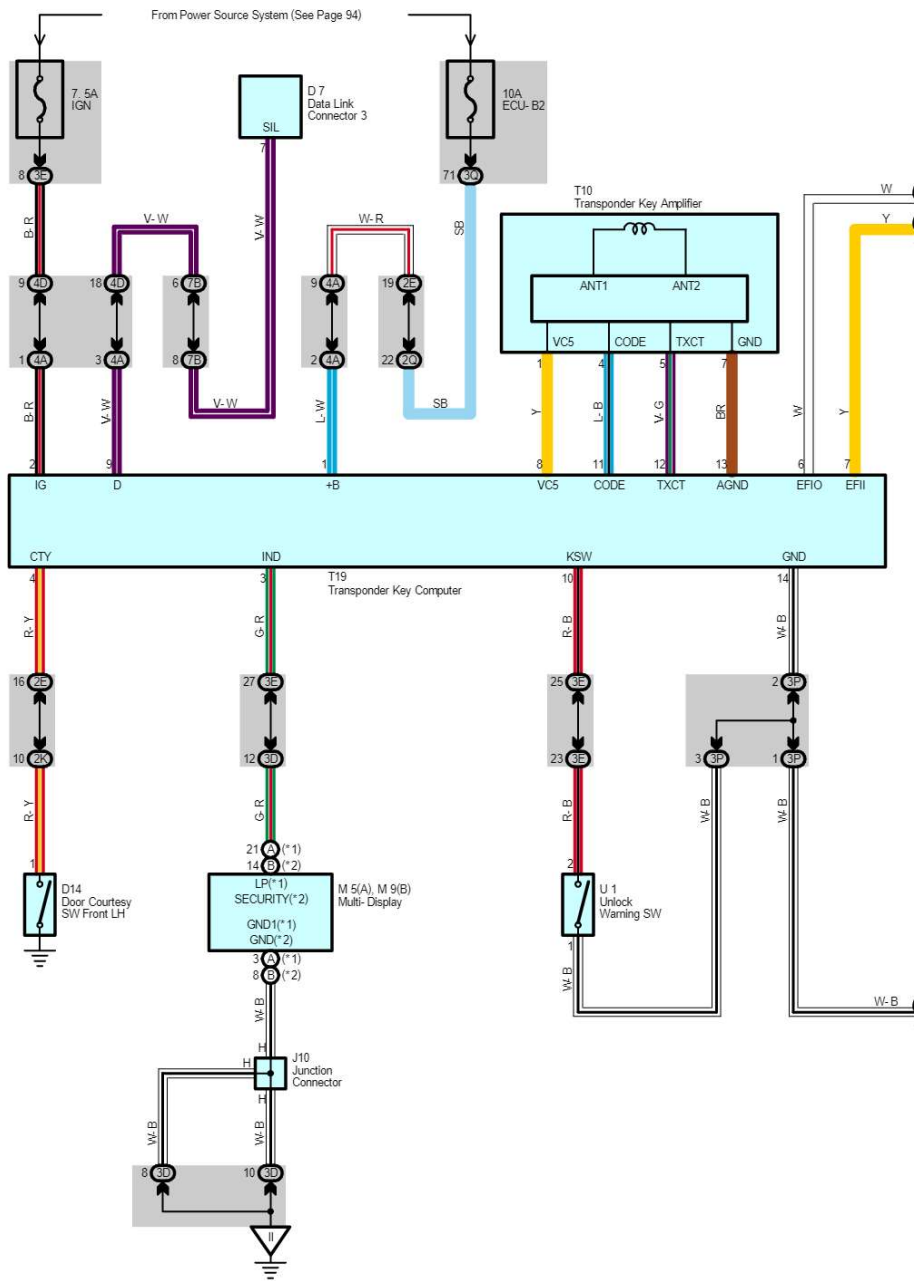 From Power Source System (See Page 94)
7. 5A
IGN
D 7
Data Link
Connector 3
SIL
7
10A
ECU- B2
8 3E
71 3Q
T10
Transponder Key Amplifier
ANT1 ANT2
VC5 CODE TXCT GND
1 4 5 7
B- R
V- W
V- W
W- R
SB
W
Y
9 4D
18 4D
6 7B
9 4A
19 2E
1 4A
3 4A
8 7B
2 4A
22 2Q
B- R
V- W
V- W
L- W
SB
Y
L- B
V- G
BR
W
Y
2 9 1 8 11 12 13 6 7
IG D +B VC5 CODE TXCT AGND EFIO EFII
CTY IND KSW GND
4 3 10 14
T19
Transponder Key Computer
R- Y
G- R
R- B
W- B
16 2E
27 3E
25 3E
2 3P
10 2K
12 3D
23 3E
3 3P
1 3P
R- Y
G- R
R- B
W- B
W- B
1
D14
Door Courtesy
SW Front LH
21 A (*1)
14 B (*2)
LP(*1)
SECURITY(*2)
GND1(*1)
GND(*2)
M 5(A), M 9(B)
Multi- Display
3 A (*1)
8 B (*2)
2
U 1
Unlock
Warning SW
1
W- B
W- B
W- B
H
H
H
J10
Junction
Connector
W- B
W- B
8 3D
10 3D
II